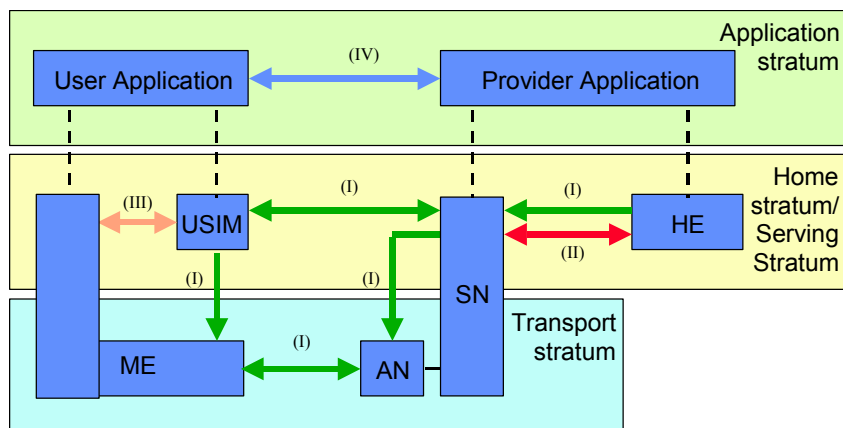 Application
stratum
(IV)
User Application
Provider Application
Home
stratum/
Serving
Stratum
(III)
USIM
(I)
(I)
HE
(II)
(I)
(I)
SN
Transport
stratum
ME
(I)
AN